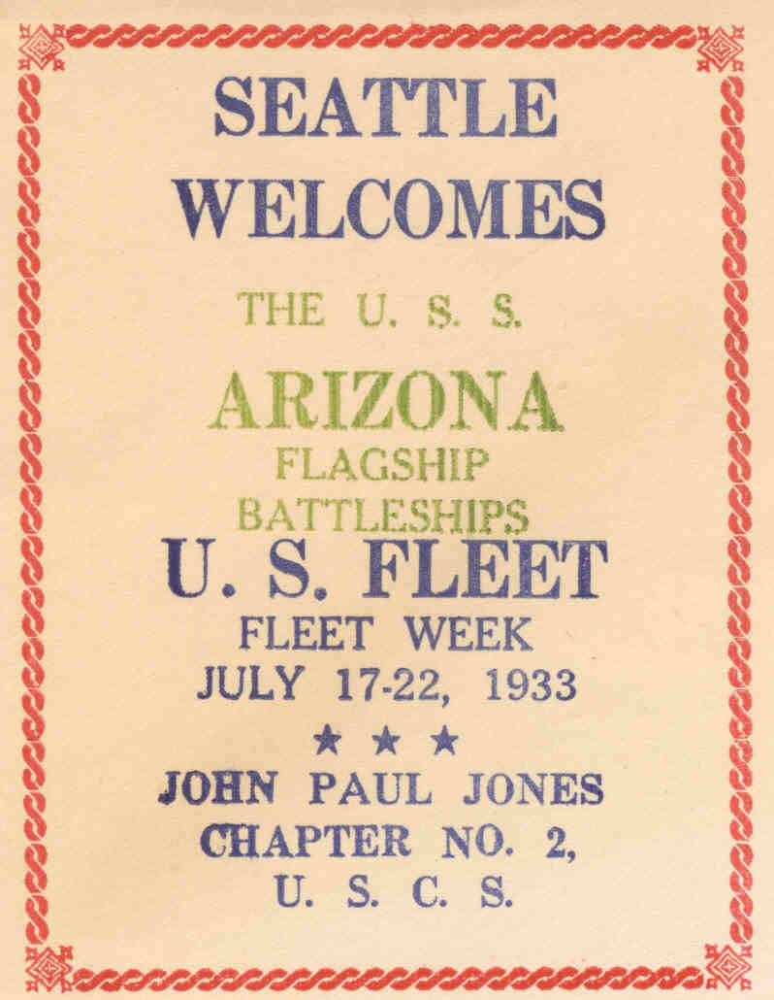 SEATTLE
WELCOMES
THE U. S. S.
ARIZONA
FLAGSHIP
BATTLESHIPS
U. S. FLEET
FLEET WEEK
JULY 17-22, 1933
★ ★ ★
JOHN PAUL JONES
CHAPTER NO. 2,
U. S. C. S.